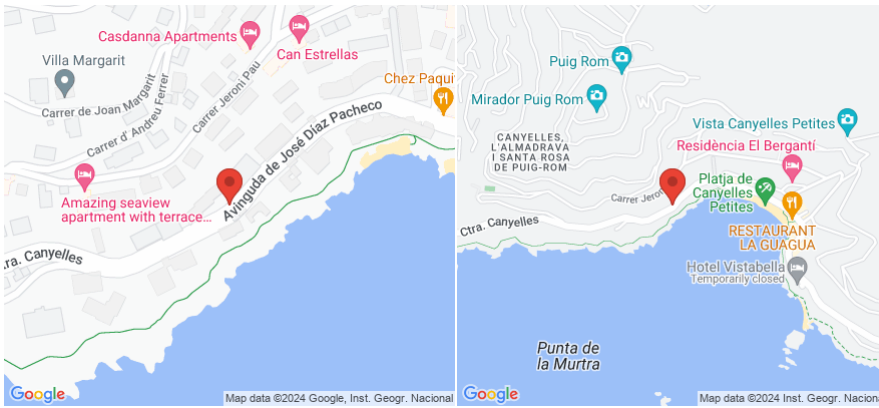 Casdanna Apartments
Can Estrellas
Villa Margarit
Chez Paqui
Carrer de Joan Margarit
Carrer d'Andreu Ferrer
Carrer Jeroni Pau
Avinguda de José Díaz Pacheco
Amazing seaview
apartment with terrace...
tra. Canyelles
Google
Map data ©2024 Google, Inst. Geogr. Nacional
Puig Rom
Mirador Puig Rom
Vista Canyelles Petites
CANYELLES,
L'ALMADRAVA
I SANTA ROSA
DE PUIG-ROM
Residència El Bergantí
Platja de
Canyelles
Petites
Carrer Jero
Ctra. Canyelles
RESTAURANT
LA GUAGUA
Hotel Vistabella
Temporarily closed
Punta de
la Murtra
Google
Map data ©2024 Google, Inst. Geogr. Naciona